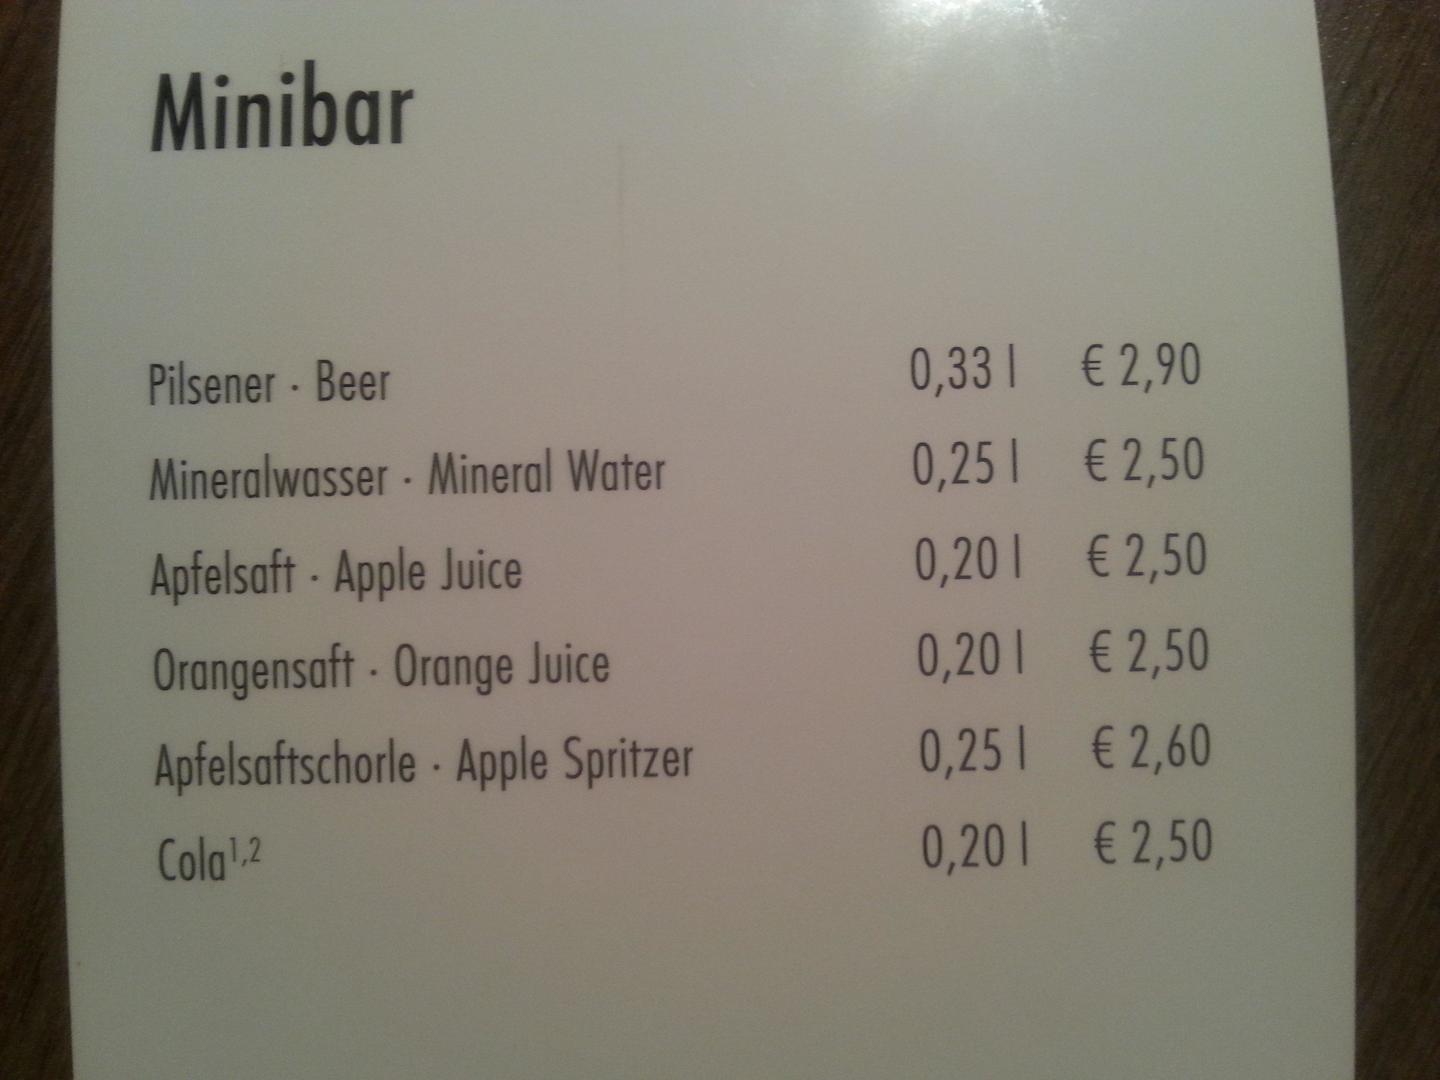 Minibar
Pilsener · Beer 0,33 l € 2,90
Mineralwasser · Mineral Water 0,25 l € 2,50
Apfelsaft · Apple Juice 0,20 l € 2,50
Orangensaft · Orange Juice 0,20 l € 2,50
Apfelsaftschorle · Apple Spritzer 0,25 l € 2,60
Cola¹,² 0,20 l € 2,50